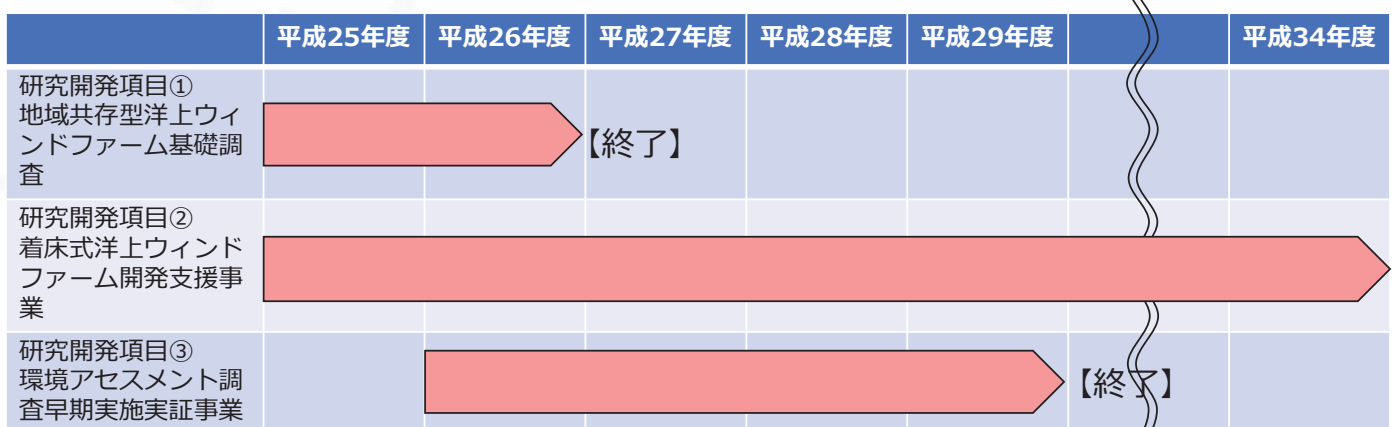 平成25年度 平成26年度 平成27年度 平成28年度 平成29年度 平成34年度
研究開発項目①
地域共存型洋上ウィ
ンドファーム基礎調
査
【終了】
研究開発項目②
着床式洋上ウィンド
ファーム開発支援事
業
研究開発項目③
環境アセスメント調
査早期実施実証事業
【終了】